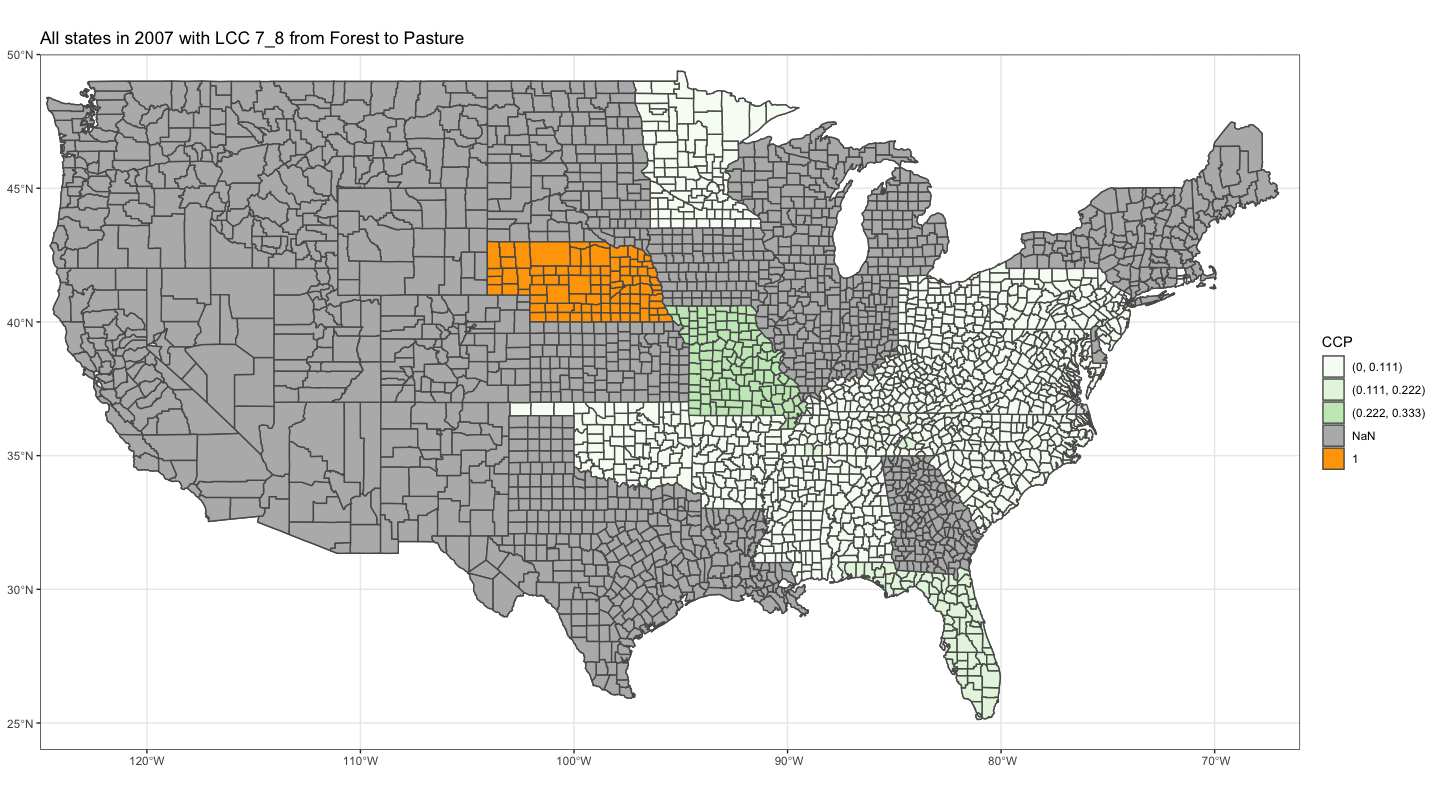 All states in 2007 with LCC 7_8 from Forest to Pasture
50°N
45°N
40°N
35°N
30°N
25°N
120°W
110°W
100°W
90°W
80°W
70°W
CCP
(0, 0.111)
(0.111, 0.222)
(0.222, 0.333)
NaN
1